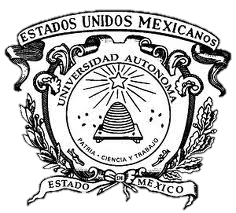 ESTADOS UNIDOS MEXICANOS
UNIVERSIDAD AUTONOMA
PATRIA - CIENCIA Y TRABAJO
ESTADO DE MEXICO